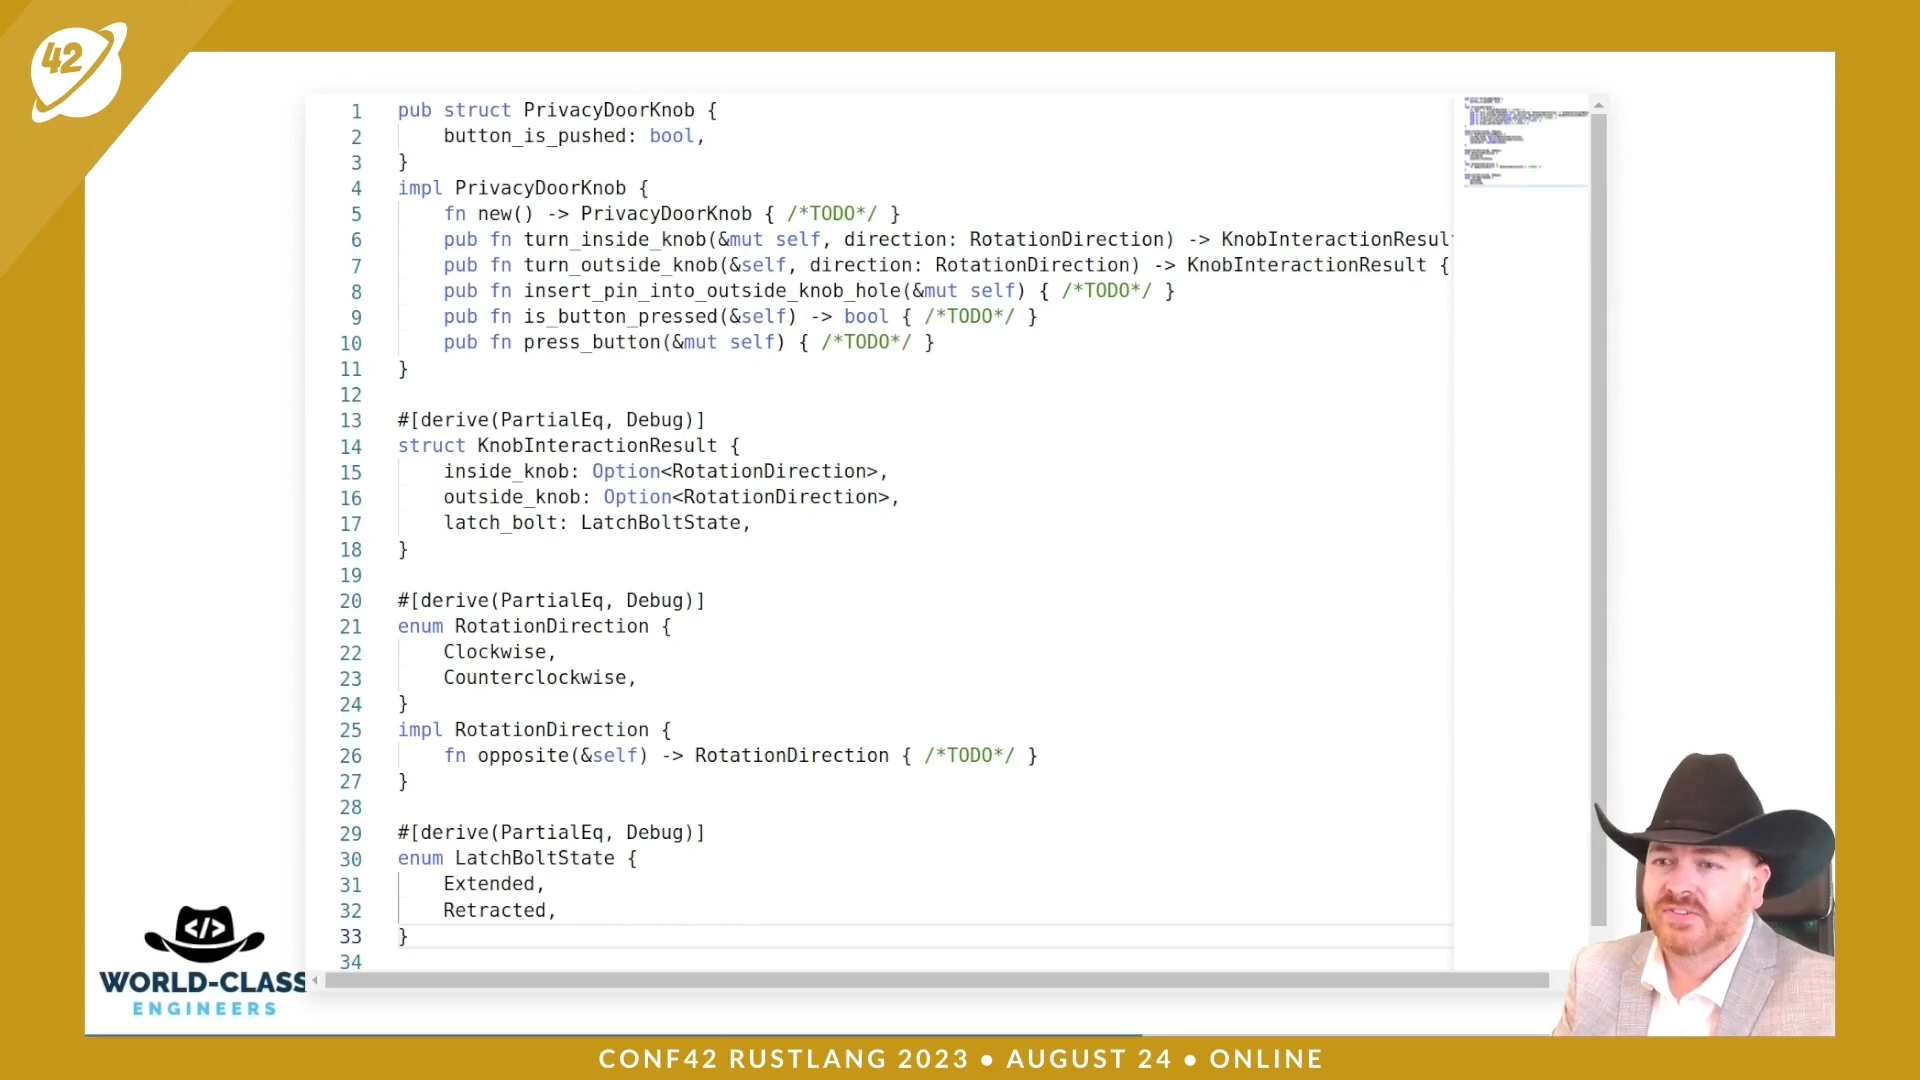 42
1 pub struct PrivacyDoorKnob {
2 button_is_pushed: bool,
3 }
4 impl PrivacyDoorKnob {
5 fn new() -> PrivacyDoorKnob { /*TODO*/ }
6 pub fn turn_inside_knob(&mut self, direction: RotationDirection) -> KnobInteractionResult
7 pub fn turn_outside_knob(&self, direction: RotationDirection) -> KnobInteractionResult {
8 pub fn insert_pin_into_outside_knob_hole(&mut self) { /*TODO*/ }
9 pub fn is_button_pressed(&self) -> bool { /*TODO*/ }
10 pub fn press_button(&mut self) { /*TODO*/ }
11 }
12
13 #[derive(PartialEq, Debug)]
14 struct KnobInteractionResult {
15 inside_knob: Option<RotationDirection>,
16 outside_knob: Option<RotationDirection>,
17 latch_bolt: LatchBoltState,
18 }
19
20 #[derive(PartialEq, Debug)]
21 enum RotationDirection {
22 Clockwise,
23 Counterclockwise,
24 }
25 impl RotationDirection {
26 fn opposite(&self) -> RotationDirection { /*TODO*/ }
27 }
28
29 #[derive(PartialEq, Debug)]
30 enum LatchBoltState {
31 Extended,
32 Retracted,
33 }
34
</>
WORLD-CLASS
ENGINEERS
CONF42 RUSTLANG 2023 • AUGUST 24 • ONLINE